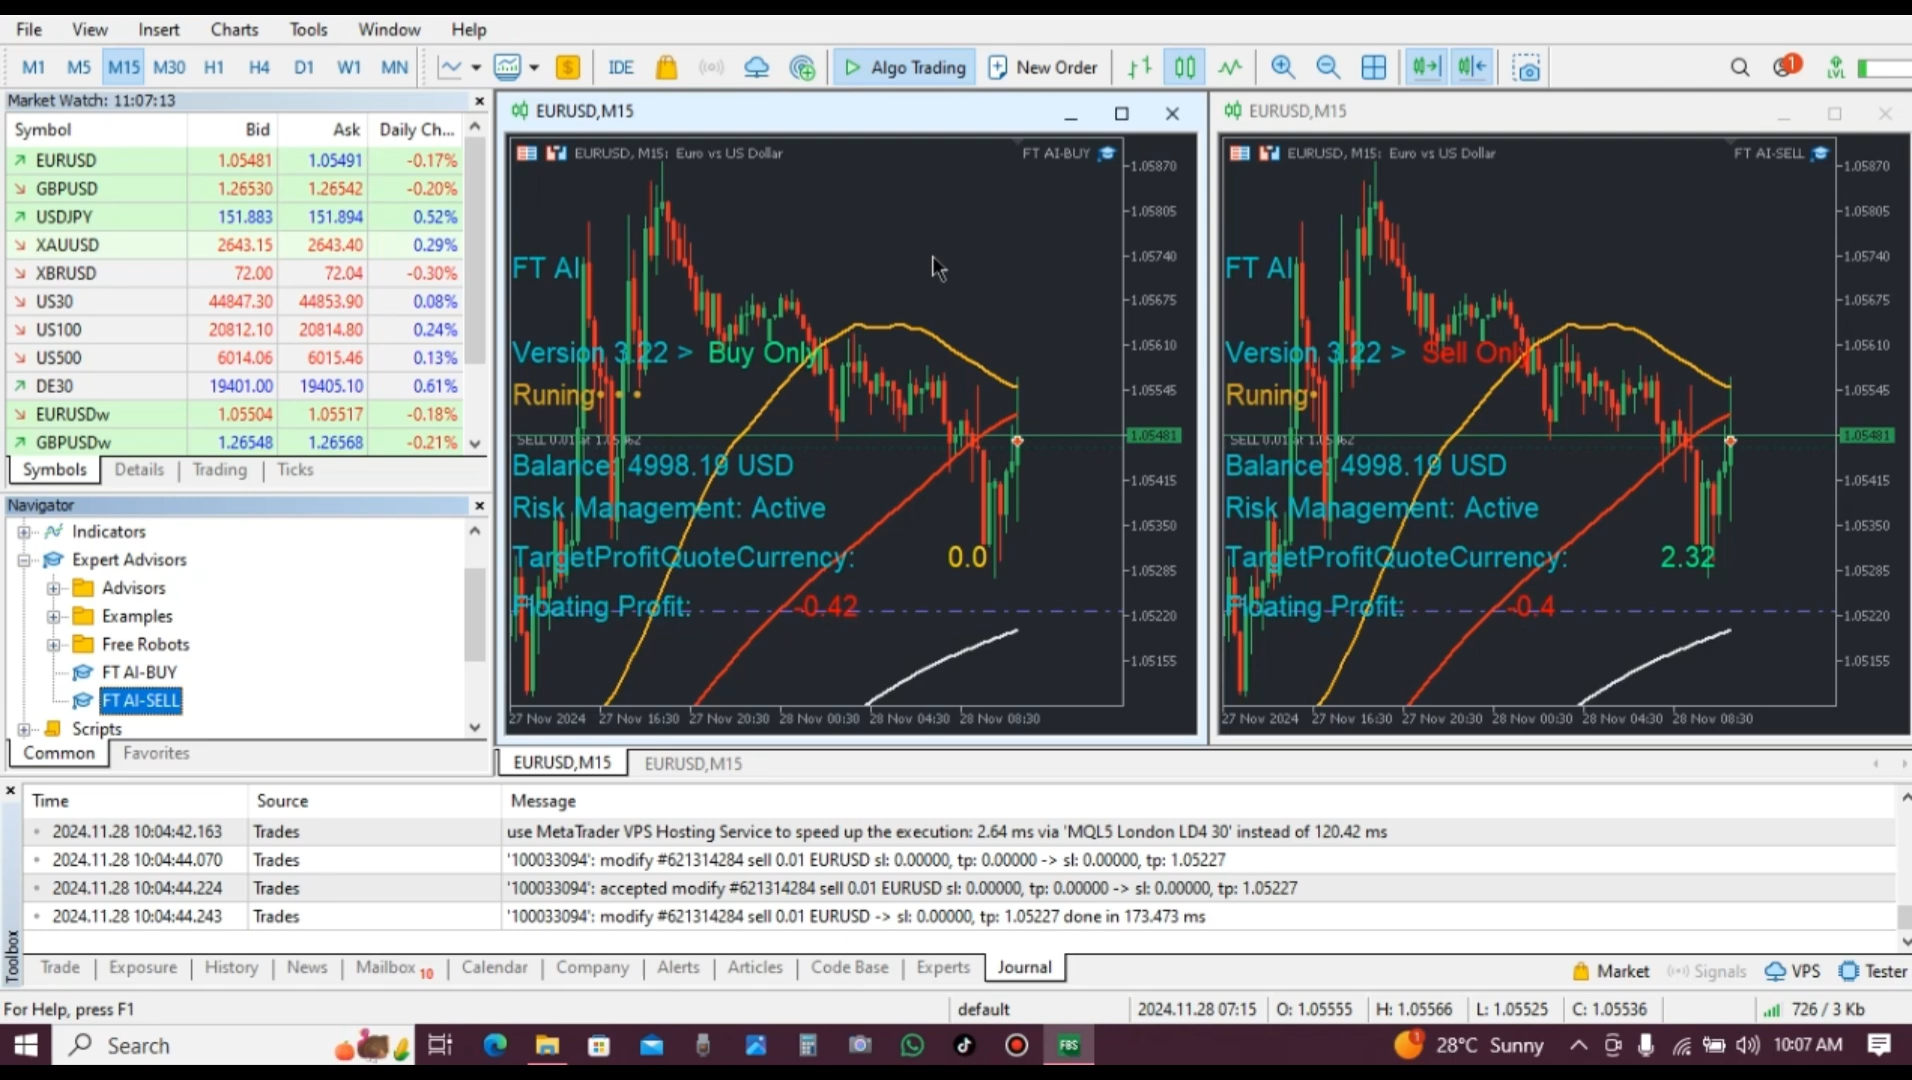 File View Insert Charts Tools Window Help
M1 M5 M15 M30 H1 H4 D1 W1 MN IDE Algo Trading New Order 1 LVL
Market Watch: 11:07:13
Symbol Bid Ask Daily Ch...
EURUSD 1.05481 1.05491 -0.17%
GBPUSD 1.26530 1.26542 -0.20%
USDJPY 151.883 151.894 0.52%
XAUUSD 2643.15 2643.40 0.29%
XBRUSD 72.00 72.04 -0.30%
US30 44847.30 44853.90 0.08%
US100 20812.10 20814.80 0.24%
US500 6014.06 6015.46 0.13%
DE30 19401.00 19405.10 0.61%
EURUSDw 1.05504 1.05517 -0.18%
GBPUSDw 1.26548 1.26568 -0.21%
Symbols Details Trading Ticks
Navigator
Indicators
Expert Advisors
Advisors
Examples
Free Robots
FT AI-BUY
FT AI-SELL
Scripts
Common Favorites
EURUSD,M15
EURUSD, M15: Euro vs US Dollar FT AI-BUY
FT AI
Version 3.22 > Buy Only
Runing
SELL 0.01 at 1.05462
Balance: 4998.19 USD
Risk Management: Active
TargetProfitQuoteCurrency: 0.0
Floating Profit: -0.42
1.05870
1.05805
1.05740
1.05675
1.05610
1.05545
1.05481
1.05415
1.05350
1.05285
1.05220
1.05155
27 Nov 2024 27 Nov 16:30 27 Nov 20:30 28 Nov 00:30 28 Nov 04:30 28 Nov 08:30
EURUSD,M15
EURUSD, M15: Euro vs US Dollar FT AI-SELL
FT AI
Version 3.22 > Sell Only
Runing
SELL 0.01 at 1.05462
Balance: 4998.19 USD
Risk Management: Active
TargetProfitQuoteCurrency: 2.32
Floating Profit: -0.4
1.05870
1.05805
1.05740
1.05675
1.05610
1.05545
1.05481
1.05415
1.05350
1.05285
1.05220
1.05155
27 Nov 2024 27 Nov 16:30 27 Nov 20:30 28 Nov 00:30 28 Nov 04:30 28 Nov 08:30
EURUSD,M15 EURUSD,M15
Time Source Message
2024.11.28 10:04:42.163 Trades use MetaTrader VPS Hosting Service to speed up the execution: 2.64 ms via 'MQL5 London LD4 30' instead of 120.42 ms
2024.11.28 10:04:44.070 Trades '100033094': modify #621314284 sell 0.01 EURUSD sl: 0.00000, tp: 0.00000 -> sl: 0.00000, tp: 1.05227
2024.11.28 10:04:44.224 Trades '100033094': accepted modify #621314284 sell 0.01 EURUSD sl: 0.00000, tp: 0.00000 -> sl: 0.00000, tp: 1.05227
2024.11.28 10:04:44.243 Trades '100033094': modify #621314284 sell 0.01 EURUSD -> sl: 0.00000, tp: 1.05227 done in 173.473 ms
Toolbox
Trade Exposure History News Mailbox 10 Calendar Company Alerts Articles Code Base Experts Journal Market Signals VPS Tester
For Help, press F1 default 2024.11.28 07:15 O: 1.05555 H: 1.05566 L: 1.05525 C: 1.05536 726 / 3 Kb
Search FBS 1 28°C Sunny 10:07 AM